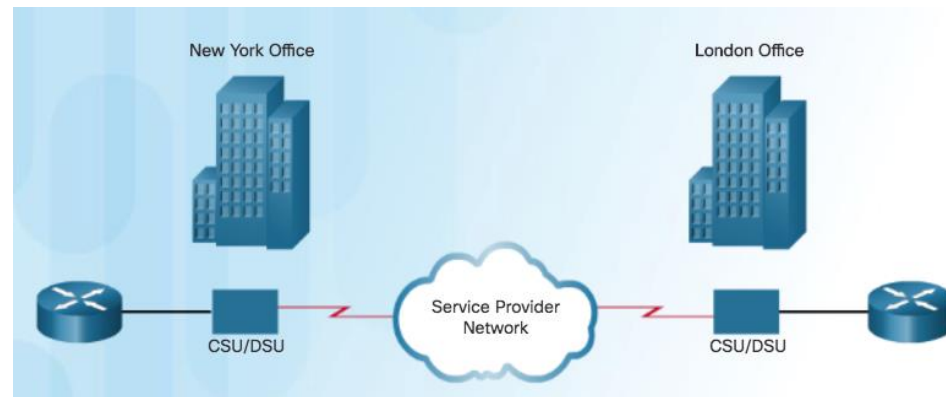 New York Office
London Office
Service Provider
Network
CSU/DSU
CSU/DSU